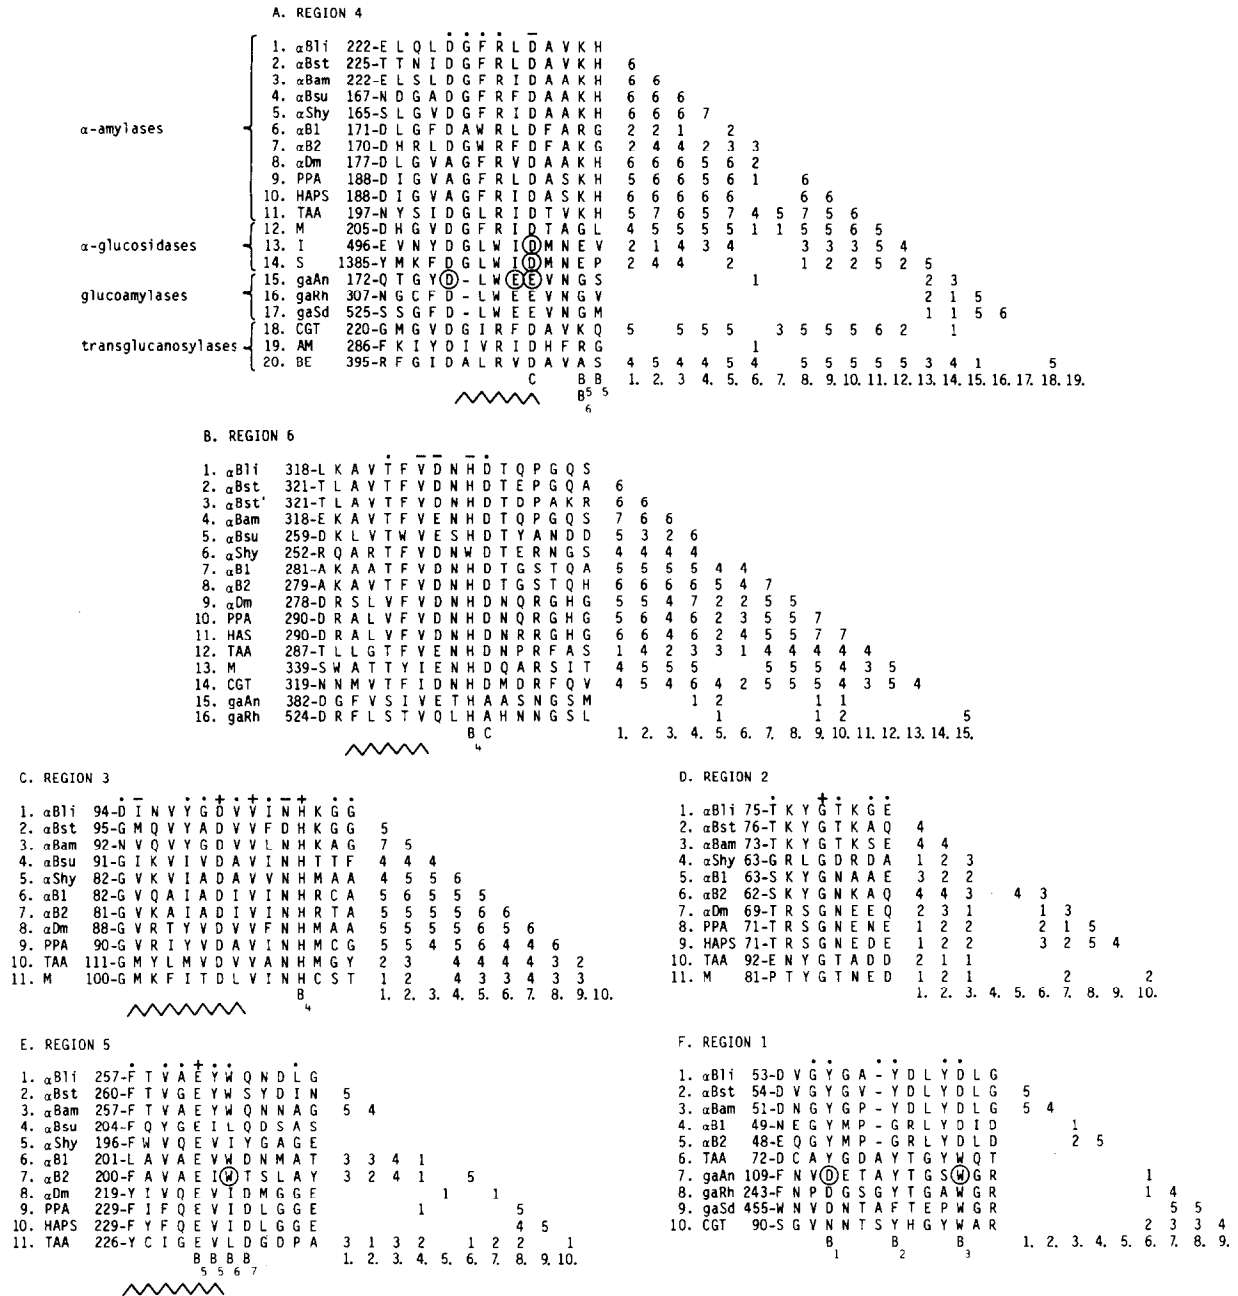 A. REGION 4
. . . . –
1. αBli 222-E L Q L D G F R L D A V K H
2. αBst 225-T T N I D G F R L D A V K H 6
3. αBam 222-E L S L D G F R I D A A K H 6 6
4. αBsu 167-N D G A D G F R F D A A K H 6 6 6
5. αShy 165-S L G V D G F R I D A A K H 6 6 6 7
α-amylases
6. αB1 171-D L G F D A W R L D F A R G 2 2 1 2
7. αB2 170-D H R L D G W R F D F A K G 2 4 4 2 3 3
8. αDm 177-D L G V A G F R V D A A K H 6 6 6 5 6 2
9. PPA 188-D I G V A G F R L D A S K H 5 6 6 5 6 1 8
10. HAPS 188-D I G V A G F R I D A S K H 6 6 6 6 6 6 6
11. TAA 197-N Y S I D G L R I D T V K H 5 7 6 5 7 4 5 7 5 6
12. M 205-D H G V D G F R I D T A G L 4 5 5 5 5 1 1 5 5 6 5
α-glucosidases
13. I 496-E V N Y D G L W I D M N E V 2 1 4 3 4 3 3 3 5 4
14. S 1385-Y M K F D G L W I D M N E P 2 4 4 2 1 2 2 5 2 5
15. gaAn 172-Q T G Y D - L W E E V N G S 1 2 3
glucoamylases
16. gaRh 307-N G C F D - L W E E V N G V 2 1 5
17. gaSd 525-S S G F D - L W E E V N G M 1 1 5 6
18. CGT 220-G M G V D G I R F D A V K Q 5 5 5 5 3 5 5 5 6 2 1
transglucanosylases
19. AM 286-F K I Y D I V R I D H F R G 1
20. BE 395-R F G I D A L R V D A V A S 4 5 4 4 5 4 5 5 5 5 5 3 4 1 5
C B B 1. 2. 3 4. 5. 6. 7. 8. 9. 10. 11. 12. 13. 14. 15. 16. 17. 18. 19.
B 5 5
6
B. REGION 6
. – – – .
1. αBli 318-L K A V T F V D N H D T Q P G Q S
2. αBst 321-T L A V T F V D N H D T E P G Q A 6
3. αBst' 321-T L A V T F V D N H D T D P A K R 6 6
4. αBam 318-E K A V T F V E N H D T Q P G Q S 7 6 6
5. αBsu 259-D K L V T W V E S H D T Y A N D D 5 3 2 6
6. αShy 252-R Q A R T F V D N W D T E R N G S 4 4 4 4
7. αB1 281-A K A A T F V D N H D T G S T Q A 5 5 5 5 4 4
8. αB2 279-A K A V T F V D N H D T G S T Q H 6 6 6 6 5 4 7
9. αDm 278-D R S L V F V D N H D N Q R G H G 5 5 4 7 2 2 5 5
10. PPA 290-D R A L V F V D N H D N Q R G H G 5 6 4 6 2 3 5 5 7
11. HAS 290-D R A L V F V D N H D N R R G H G 6 6 4 6 2 4 5 5 7 7
12. TAA 287-T L L G T F V E N H D N P R F A S 1 4 2 3 3 1 4 4 4 4 4
13. M 339-S W A T T Y I E N H D Q A R S I T 4 5 5 5 5 5 5 4 3 5
14. CGT 319-N N M V T F I D N H D M D R F Q V 4 5 4 6 4 2 5 5 5 4 3 5 4
15. gaAn 382-D G F V S I V E T H A A S N G S M 1 2 1 1
16. gaRh 524-D R F L S T V Q L H A H N N G S L 1 1 2 5
B C 1. 2. 3. 4. 5. 6. 7. 8. 9. 10. 11. 12. 13. 14. 15.
4
C. REGION 3
. – . . + . + . – + . .
1. αBli 94-D I N V Y G D V V I N H K G G
2. αBst 95-G M Q V Y A D V V F D H K G G 5
3. αBam 92-N V Q V Y G D V V L N H K A G 7 5
4. αBsu 91-G I K V I V D A V I N H T T F 4 4 4
5. αShy 82-G V K V I A D A V V N H M A A 4 5 5 6
6. αB1 82-G V Q A I A D I V I N H R C A 5 6 5 5 5
7. αB2 81-G V K A I A D I V I N H R T A 5 5 5 5 6 6
8. αDm 88-G V R T Y V D V V F N H M A A 5 5 5 6 5 6 6
9. PPA 90-G V R I Y V D A V I N H M C G 5 5 4 5 6 4 4 6
10. TAA 111-G M Y L M V D V V A N H M G Y 2 3 4 4 4 4 3 2
11. M 100-G M K F I T D L V I N H C S T 1 2 4 3 3 4 3 3
B 1. 2. 3. 4. 5. 6. 7. 8. 9. 10.
4
D. REGION 2
. + . . .
1. αBli 75-T K Y G T K G E
2. αBst 76-T K Y G T K A Q 4
3. αBam 73-T K Y G T K S E 4 4
4. αShy 63-G R L G D R D A 1 2 3
5. αB1 63-S K Y G N A A E 3 2 2
6. αB2 62-S K Y G N K A Q 4 4 3 4 3
7. αDm 69-T R S G N E E Q 2 3 1 1 3
8. PPA 71-T R S G N E N E 1 2 2 2 1 5
9. HAPS 71-T R S G N E D E 1 2 2 3 2 5 4
10. TAA 92-E N Y G T A D D 2 1 1
11. M 81-P T Y G T N E D 1 2 2
1. 2. 3. 4. 5. 6. 7. 8. 9. 10.
E. REGION 5
. . . + . . .
1. αBli 257-F T V A E Y W Q N D L G
2. αBst 260-F T V G E Y W S Y D I N 5
3. αBam 257-F T V A E Y W Q N N A G 5 4
4. αBsu 204-F Q Y G E I L Q D S A S
5. αShy 196-F W V Q E V I Y G A G E
6. αB1 201-L A V A E V W D N M A T 3 3 4 1
7. αB2 200-F A V A E I W T S L A Y 3 2 4 1 5
8. αDm 219-Y I V Q E V I D M G G E 1 1
9. PPA 229-F I F Q E V I D L G G E 1 5
10. HAPS 229-F Y F Q E V I D L G G E 4 5
11. TAA 226-Y C I G E V L D G D P A 3 1 3 2 1 2 2 2 1
B B B B 1. 2. 3. 4. 5. 6. 7. 8. 9. 10.
5 5 6 7
F. REGION 1
. . . . . .
1. αBli 53-D V G Y G A - Y D L Y D L G
2. αBst 54-D V G Y G V - Y D L Y D L G 5
3. αBam 51-D N G Y G P - Y D L Y D L G 5 4
4. αB1 49-N E G Y M P - G R L Y D I D 1
5. αB2 48-E Q G Y M P - G R L Y D L D 2 5
6. TAA 72-D C A Y G D A Y T G Y W Q T
7. gaAn 109-F N V D E T A Y T G S W G R 1
8. gaRh 243-F N P D G S G Y T G A W G R 1 4
9. gaSd 455-W N V D N T A F T E P W G R 5 5
10. CGT 90-S G V N N T S Y H G Y W A R 2 3 3 4
B B B 1. 2. 3. 4. 5. 6. 7. 8. 9.
1 2 3